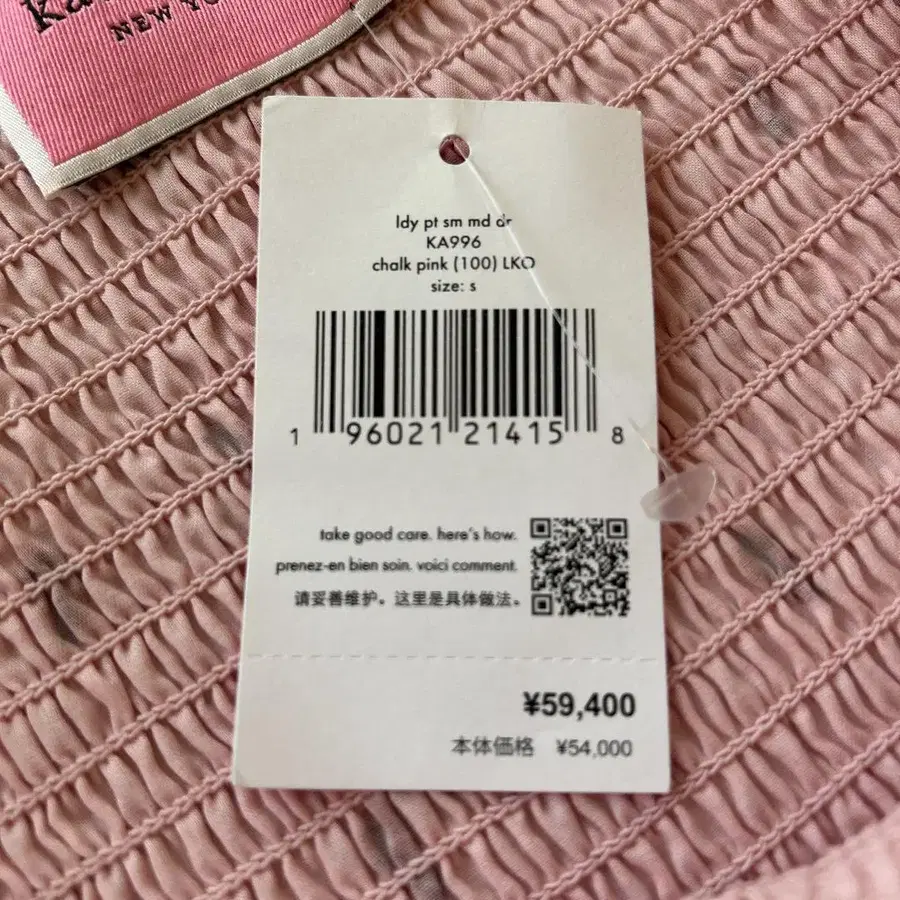 NEW YO
ldy pt sm md dr
KA996
chalk pink (100) LKO
size: s
1 96021 21415 8
take good care. here's how.
prenez-en bien soin. voici comment.
请妥善维护。这里是具体做法。
¥59,400
本体価格 ¥54,000